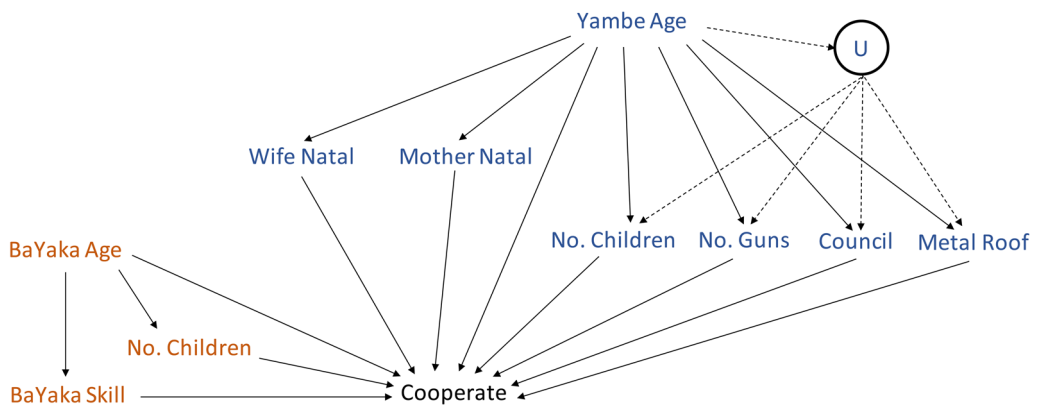 Yambe Age
U
Wife Natal
Mother Natal
No. Children
No. Guns
Council
Metal Roof
BaYaka Age
No. Children
BaYaka Skill
Cooperate